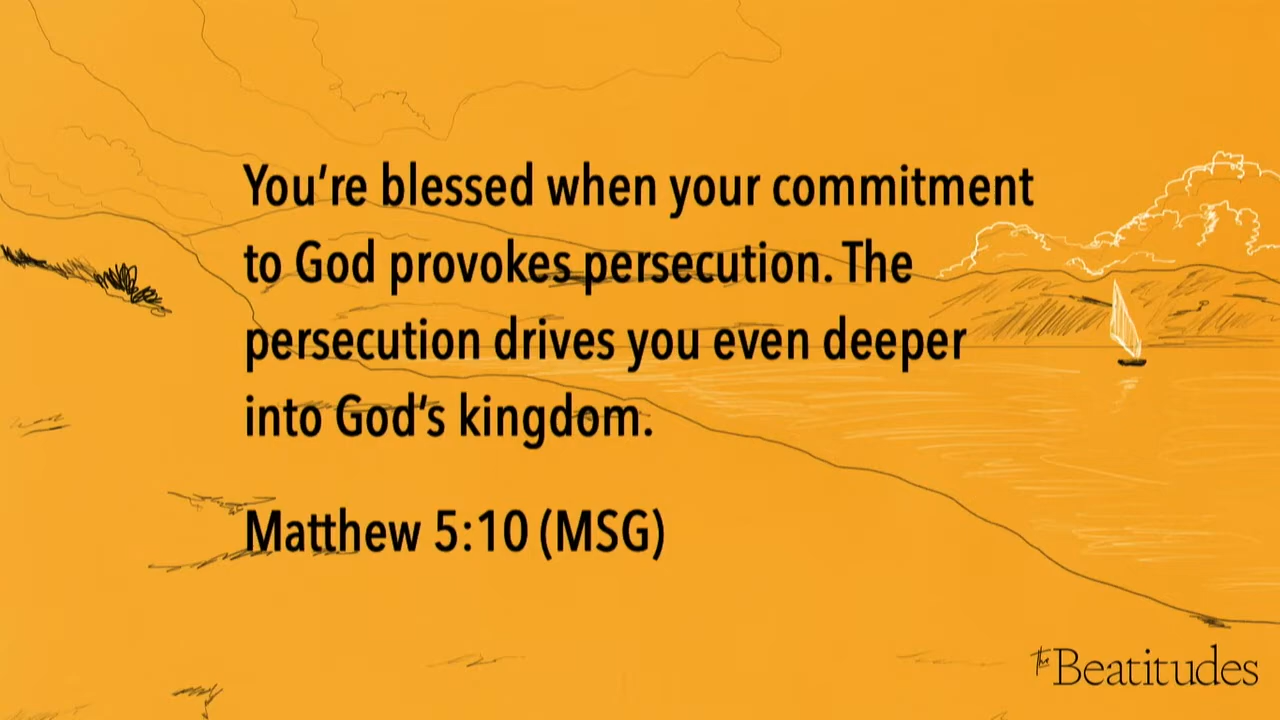 You’re blessed when your commitment
to God provokes persecution. The
persecution drives you even deeper
into God‘s kingdom.
Matthew 5:10 (MSG)
the Beatitudes